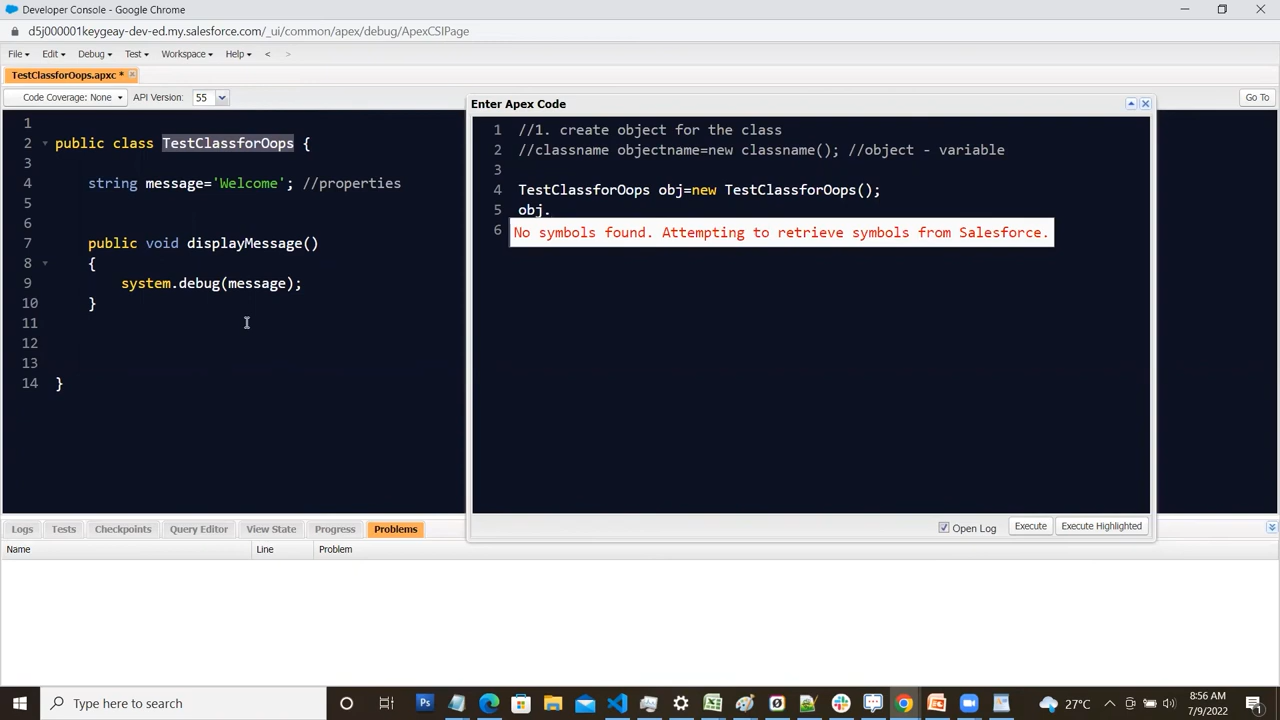 Developer Console - Google Chrome
d5j000001keygeay-dev-ed.my.salesforce.com/_ui/common/apex/debug/ApexCSIPage
File Edit Debug Test Workspace Help < >
TestClassforOops.apxc *
Code Coverage: None API Version: 55 Go To
1
2 public class TestClassforOops {
3
4 string message='Welcome'; //properties
5
6
7 public void displayMessage()
8 {
9 system.debug(message);
10 }
11
12
13
14 }
Enter Apex Code
1 //1. create object for the class
2 //classname objectname=new classname(); //object - variable
3
4 TestClassforOops obj=new TestClassforOops();
5 obj.
6 No symbols found. Attempting to retrieve symbols from Salesforce.
Open Log Execute Execute Highlighted
Logs Tests Checkpoints Query Editor View State Progress Problems
Name Line Problem
Type here to search
Ps
27°C
8:56 AM
7/9/2022
1